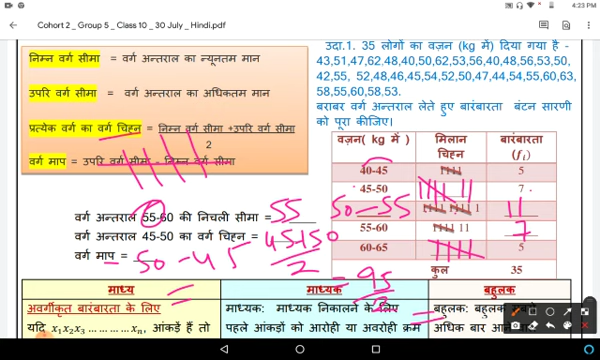 4:23 PM
Cohort 2 _ Group 5 _ Class 10 _ 30 July _ Hindi.pdf
निम्न वर्ग सीमा = वर्ग अन्तराल का न्यूनतम मान
उपरि वर्ग सीमा = वर्ग अन्तराल का अधिकतम मान
प्रत्येक वर्ग का वर्ग चिह्न = निम्न वर्ग सीमा +उपरि वर्ग सीमा
2
वर्ग माप = उपरि वर्ग सीमा - निम्न वर्ग सीमा
उदा.1. 35 लोगों का वज़न (kg में) दिया गया है -
43,51,47,62,48,40,50,62,53,56,40,48,56,53,50,
42,55, 52,48,46,45,54,52,50,47,44,54,55,60,63,
58,55,60,58,53.
बराबर वर्ग अन्तराल लेते हुए बारंबारता बंटन सारणी
को पूरा कीजिए।
वज़न( kg में ) मिलान चिह्न बारंबारता (fi)
40-45 5
45-50 7
50-55 11
55-60 11 7
60-65 5
कुल 35
वर्ग अन्तराल 55-60 की निचली सीमा = 55
वर्ग अन्तराल 45-50 का वर्ग चिह्न = 45+50
2
वर्ग माप = 50-45
= 95
2
=
माध्य माध्यक बहुलक
अवर्गीकृत बारंबारता के लिए
यदि x1x2x3 ... ... ... ... xn, आंकड़ें हैं तो
माध्यक: माध्यक निकालने के लिए
पहले आंकड़ों को आरोही या अवरोही क्रम
बहुलक: बहुलक
अधिक बार